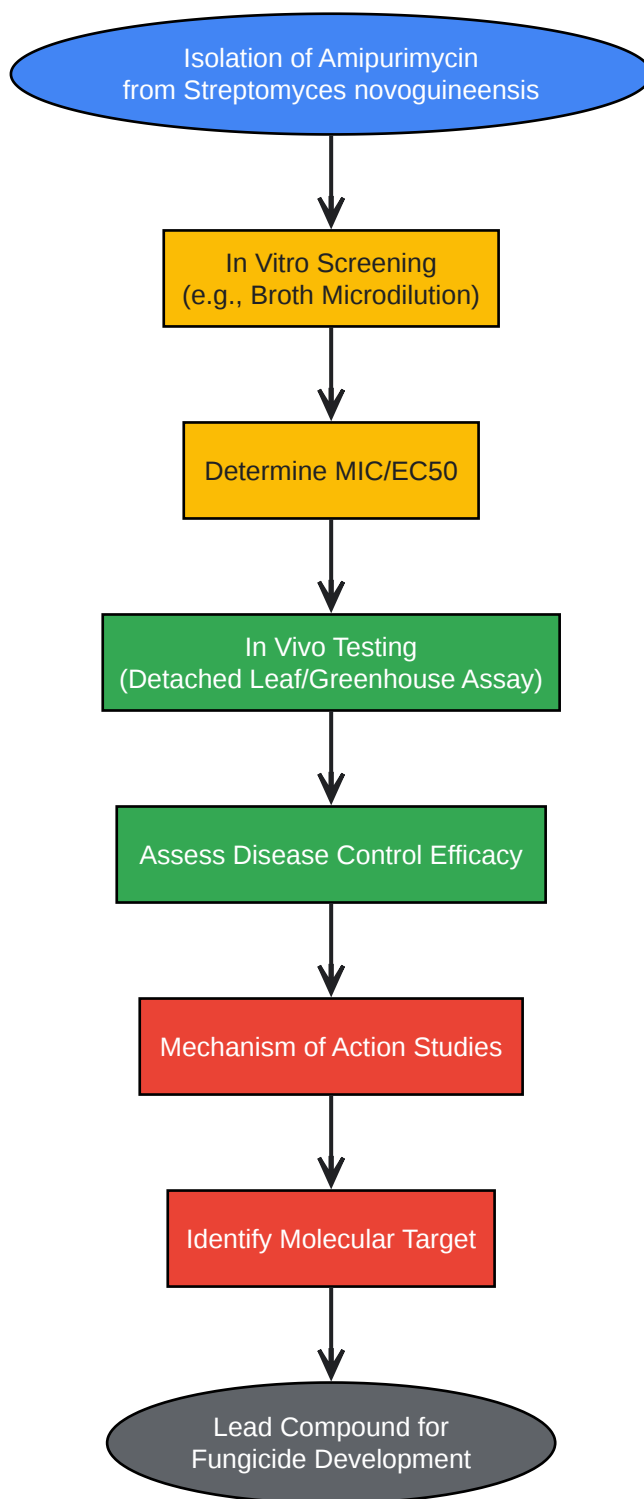 Isolation of Amipurimycin
from Streptomyces novoguineensis
In Vitro Screening
(e.g., Broth Microdilution)
Determine MIC/EC50
In Vivo Testing
(Detached Leaf/Greenhouse Assay)
Assess Disease Control Efficacy
Mechanism of Action Studies
Identify Molecular Target
Lead Compound for
Fungicide Development